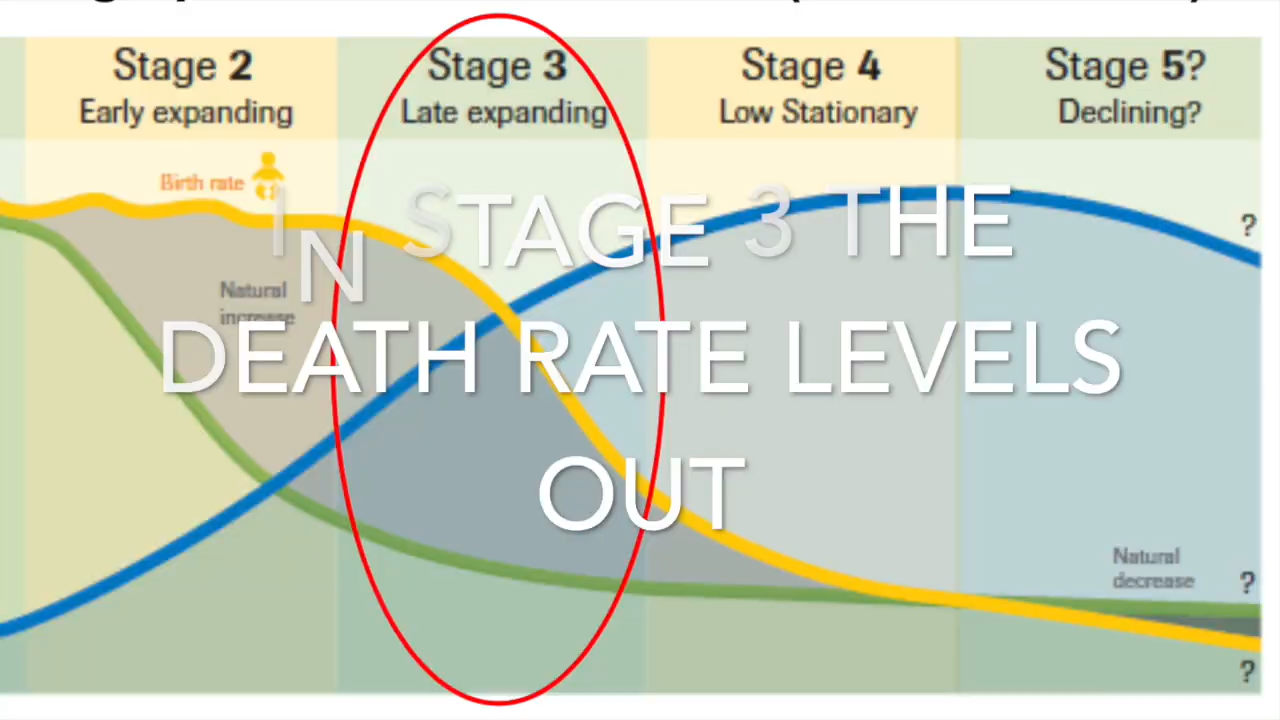 Stage 2
Early expanding
Stage 3
Late expanding
Stage 4
Low Stationary
Stage 5?
Declining?
Birth rate
Natural
increase
IN STAGE 3 THE
DEATH RATE LEVELS
OUT
?
Natural
decrease
?
?